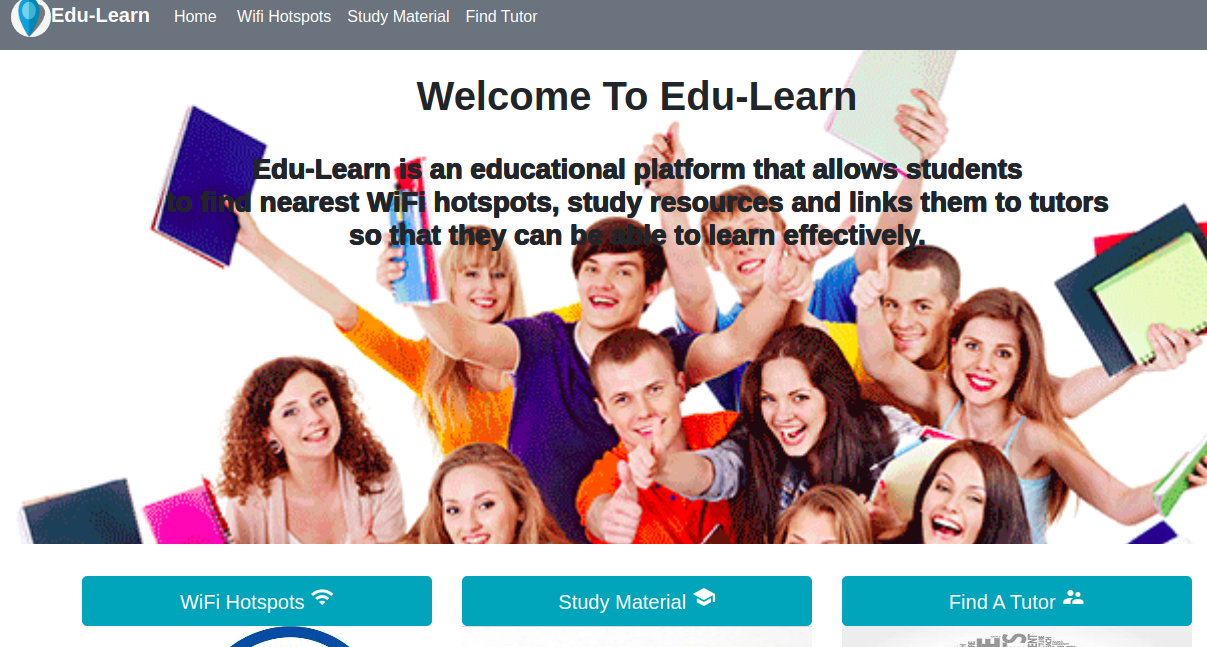 Edu-Learn Home Wifi Hotspots Study Material Find Tutor
Welcome To Edu-Learn
Edu-Learn is an educational platform that allows students
to find nearest WiFi hotspots, study resources and links them to tutors
so that they can be able to learn effectively.
WiFi Hotspots Study Material Find A Tutor